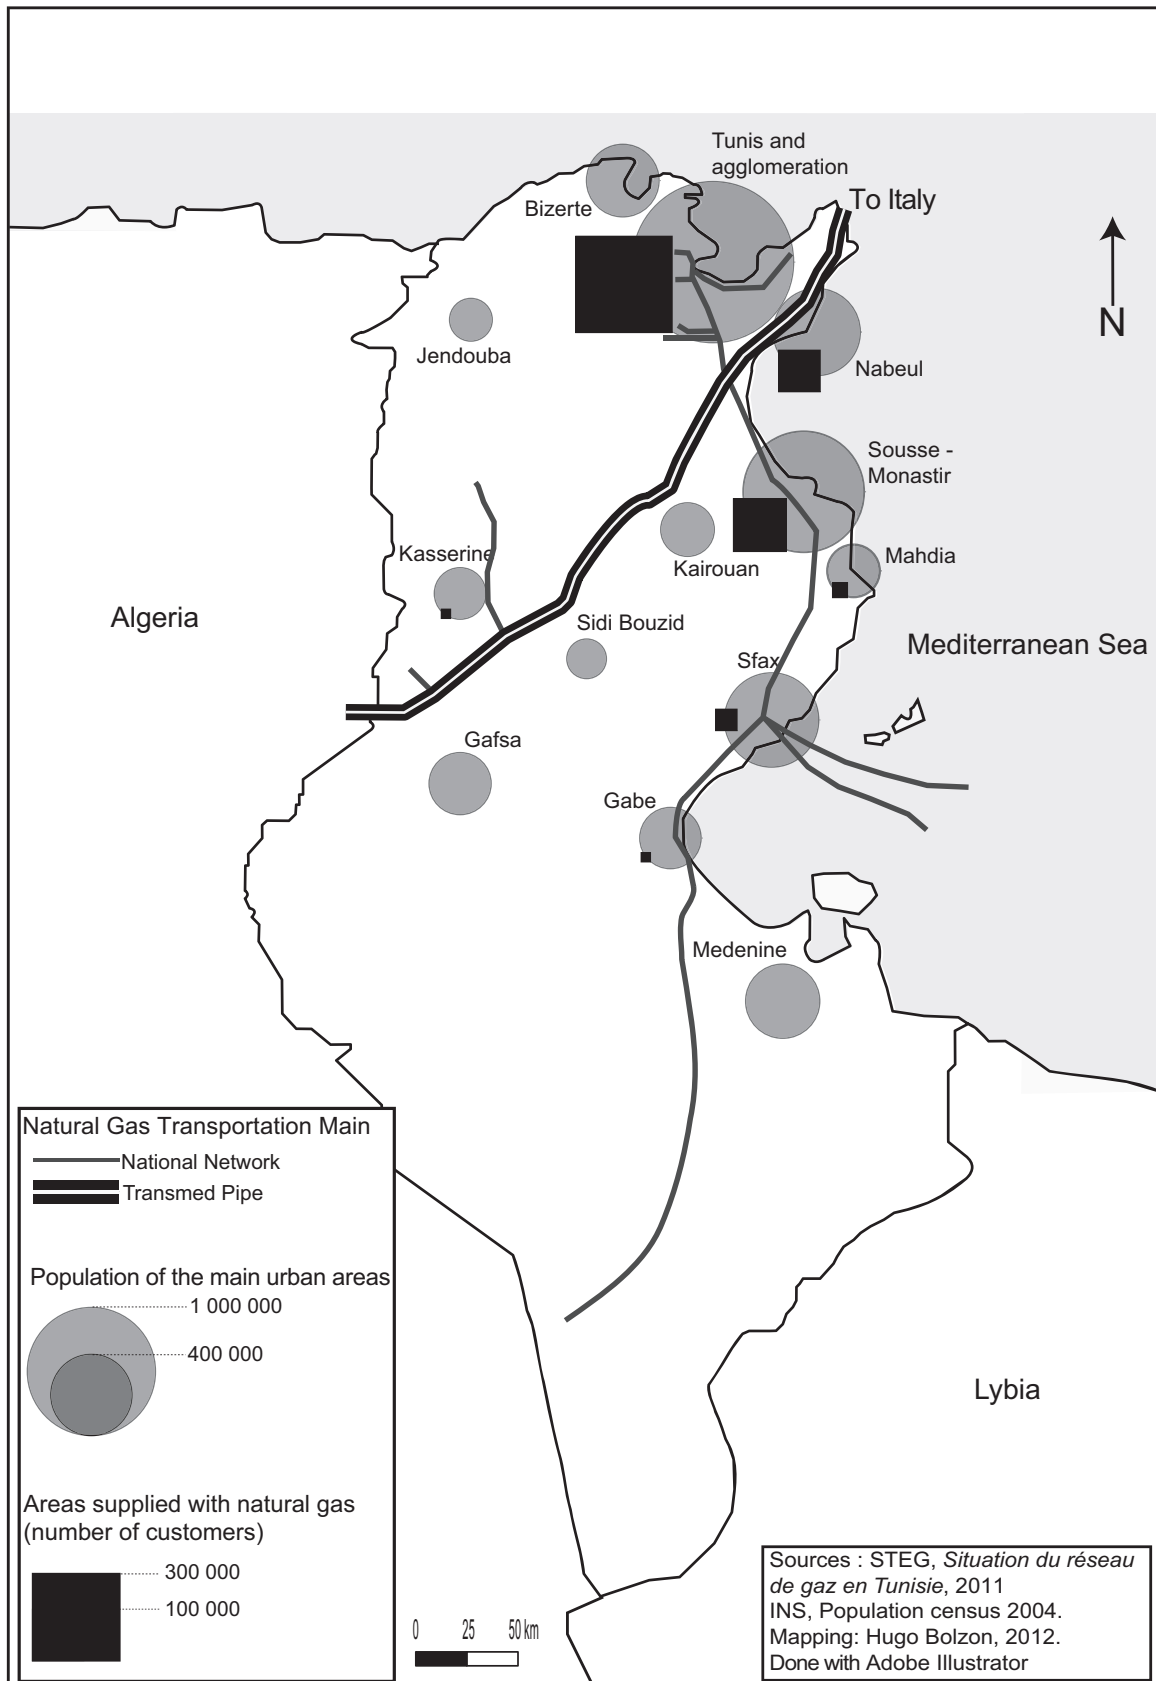 Tunis and
agglomeration
Bizerte
To Italy
N
Jendouba
Nabeul
Sousse -
Monastir
Kasserine
Kairouan
Mahdia
Algeria
Sidi Bouzid
Mediterranean Sea
Sfax
Gafsa
Gabe
Medenine
Natural Gas Transportation Main
National Network
Transmed Pipe
Population of the main urban areas
1 000 000
400 000
Lybia
Areas supplied with natural gas
(number of customers)
300 000
100 000
0 25 50 km
Sources : STEG, Situation du réseau
de gaz en Tunisie, 2011
INS, Population census 2004.
Mapping: Hugo Bolzon, 2012.
Done with Adobe Illustrator